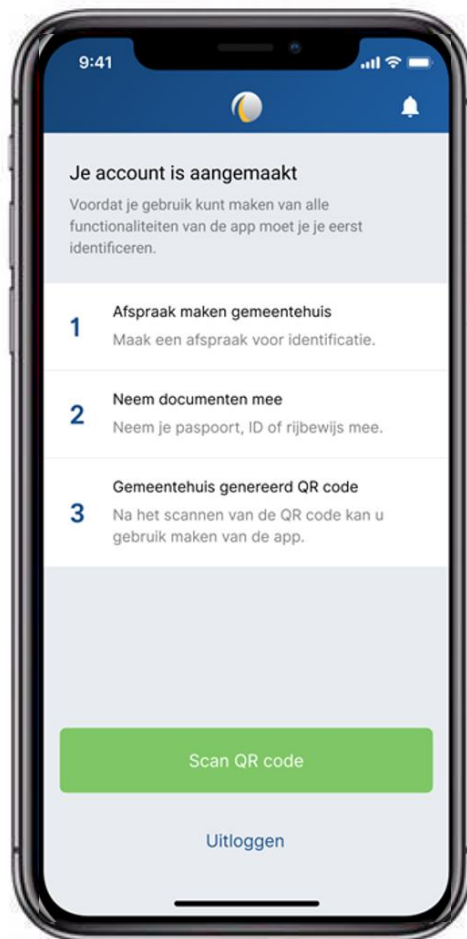 9:41
Je account is aangemaakt
Voordat je gebruik kunt maken van alle
functionaliteiten van de app moet je je eerst
identificeren.
1
Afspraak maken gemeentehuis
Maak een afspraak voor identificatie.
2
Neem documenten mee
Neem je paspoort, ID of rijbewijs mee.
3
Gemeentehuis genereerd QR code
Na het scannen van de QR code kan u
gebruik maken van de app.
Scan QR code
Uitloggen